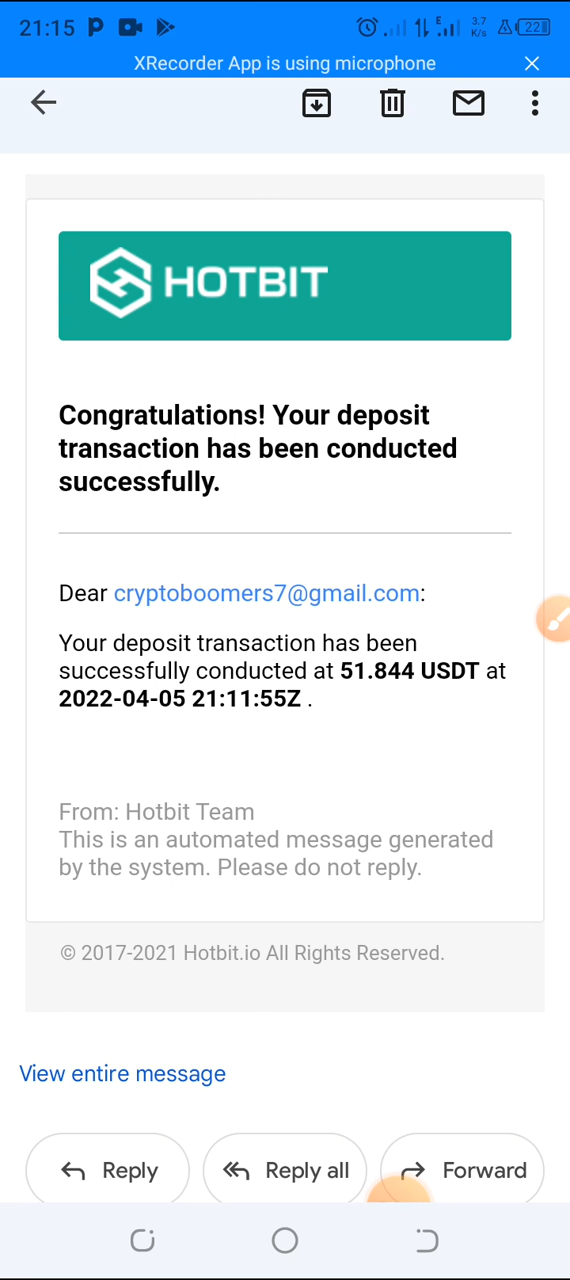 21:15
E
3.7
K/s
22
XRecorder App is using microphone
HOTBIT
Congratulations! Your deposit
transaction has been conducted
successfully.
Dear cryptoboomers7@gmail.com:
Your deposit transaction has been
successfully conducted at 51.844 USDT at
2022-04-05 21:11:55Z .
From: Hotbit Team
This is an automated message generated
by the system. Please do not reply.
© 2017-2021 Hotbit.io All Rights Reserved.
View entire message
Reply
Reply all
Forward